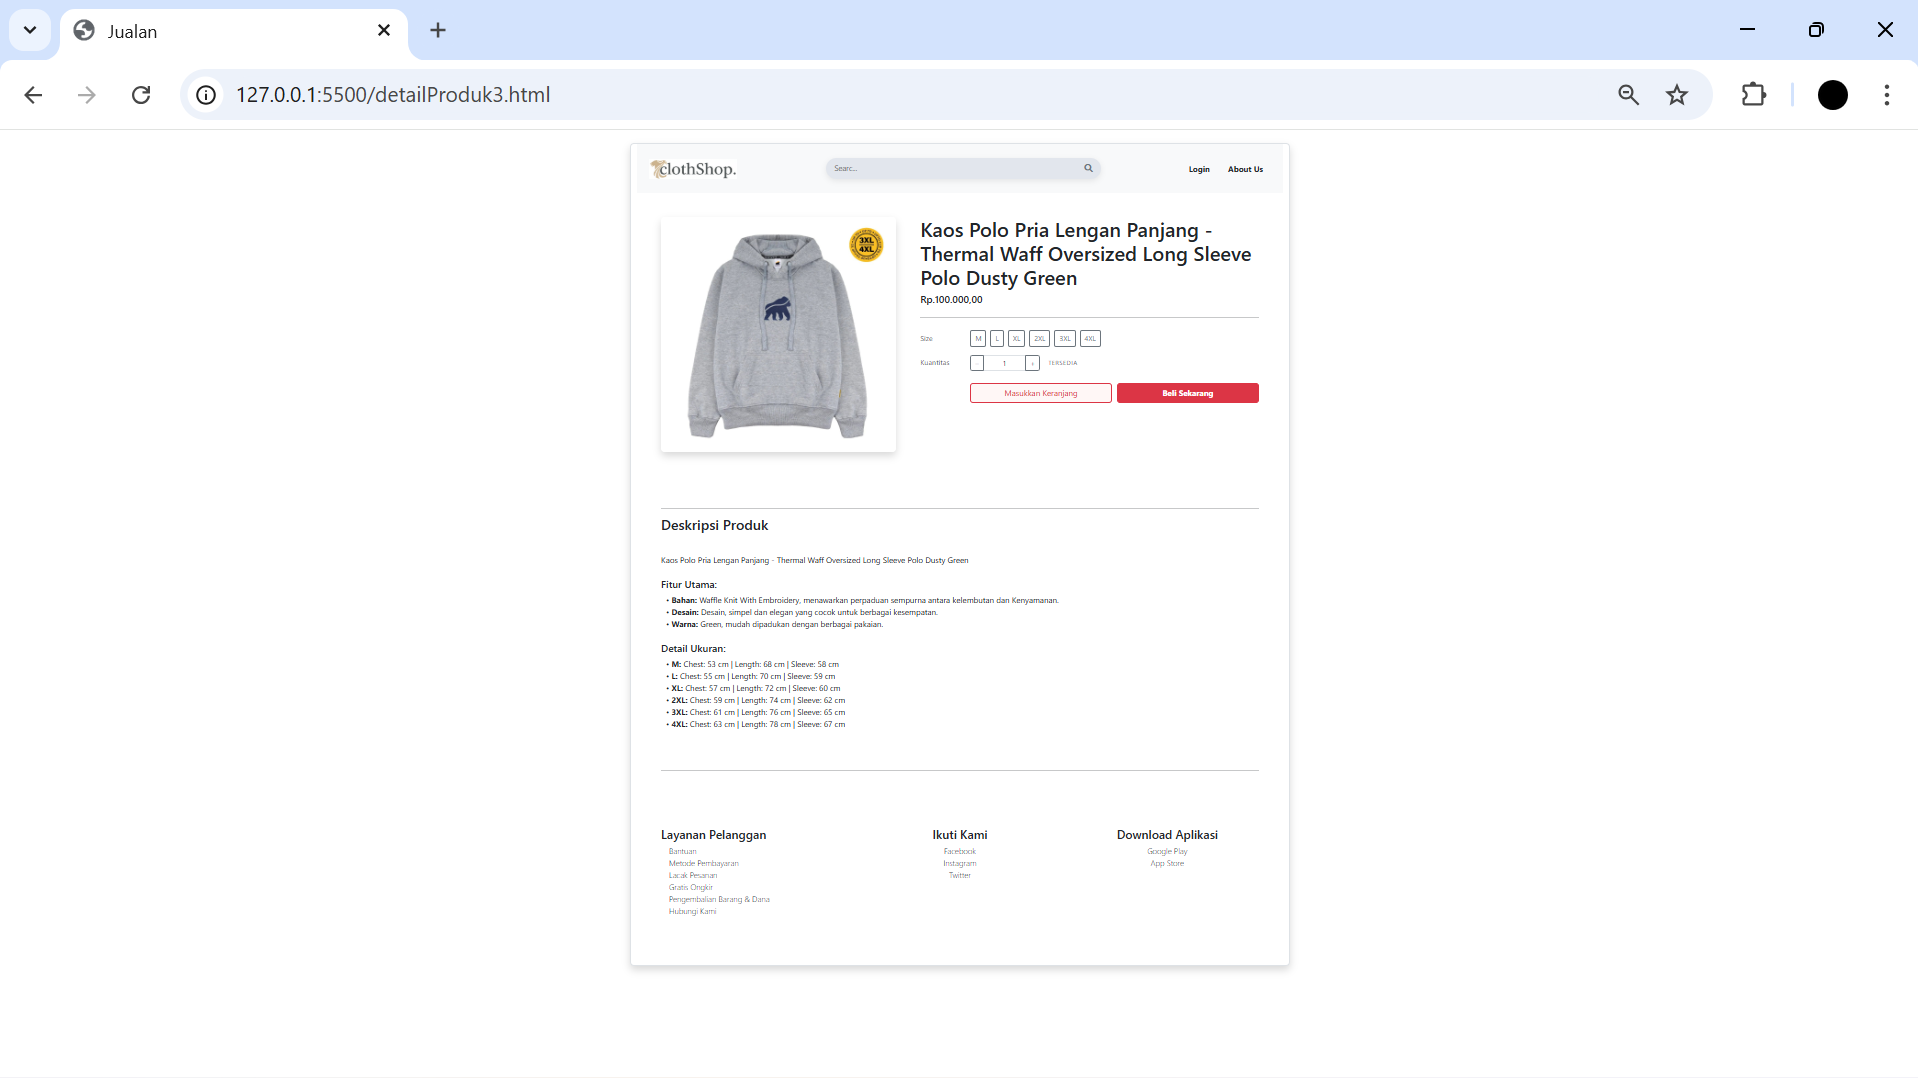 Jualan
127.0.0.1:5500/detailProduk3.html
clothShop.
Searc...
Login
About Us
3XL
4XL
Kaos Polo Pria Lengan Panjang -
Thermal Waff Oversized Long Sleeve
Polo Dusty Green
Rp.100.000,00
Size
M
L
XL
2XL
3XL
4XL
Kuantitas
-
1
+
TERSEDIA
Masukkan Keranjang
Beli Sekarang
Deskripsi Produk
Kaos Polo Pria Lengan Panjang - Thermal Waff Oversized Long Sleeve Polo Dusty Green
Fitur Utama:
• Bahan: Waffle Knit With Embroidery, menawarkan perpaduan sempurna antara kelembutan dan Kenyamanan.
• Desain: Desain, simpel dan elegan yang cocok untuk berbagai kesempatan.
• Warna: Green, mudah dipadukan dengan berbagai pakaian.
Detail Ukuran:
• M: Chest: 53 cm | Length: 68 cm | Sleeve: 58 cm
• L: Chest: 55 cm | Length: 70 cm | Sleeve: 59 cm
• XL: Chest: 57 cm | Length: 72 cm | Sleeve: 60 cm
• 2XL: Chest: 59 cm | Length: 74 cm | Sleeve: 62 cm
• 3XL: Chest: 61 cm | Length: 76 cm | Sleeve: 65 cm
• 4XL: Chest: 63 cm | Length: 78 cm | Sleeve: 67 cm
Layanan Pelanggan
Bantuan
Metode Pembayaran
Lacak Pesanan
Gratis Ongkir
Pengembalian Barang & Dana
Hubungi Kami
Ikuti Kami
Facebook
Instagram
Twitter
Download Aplikasi
Google Play
App Store